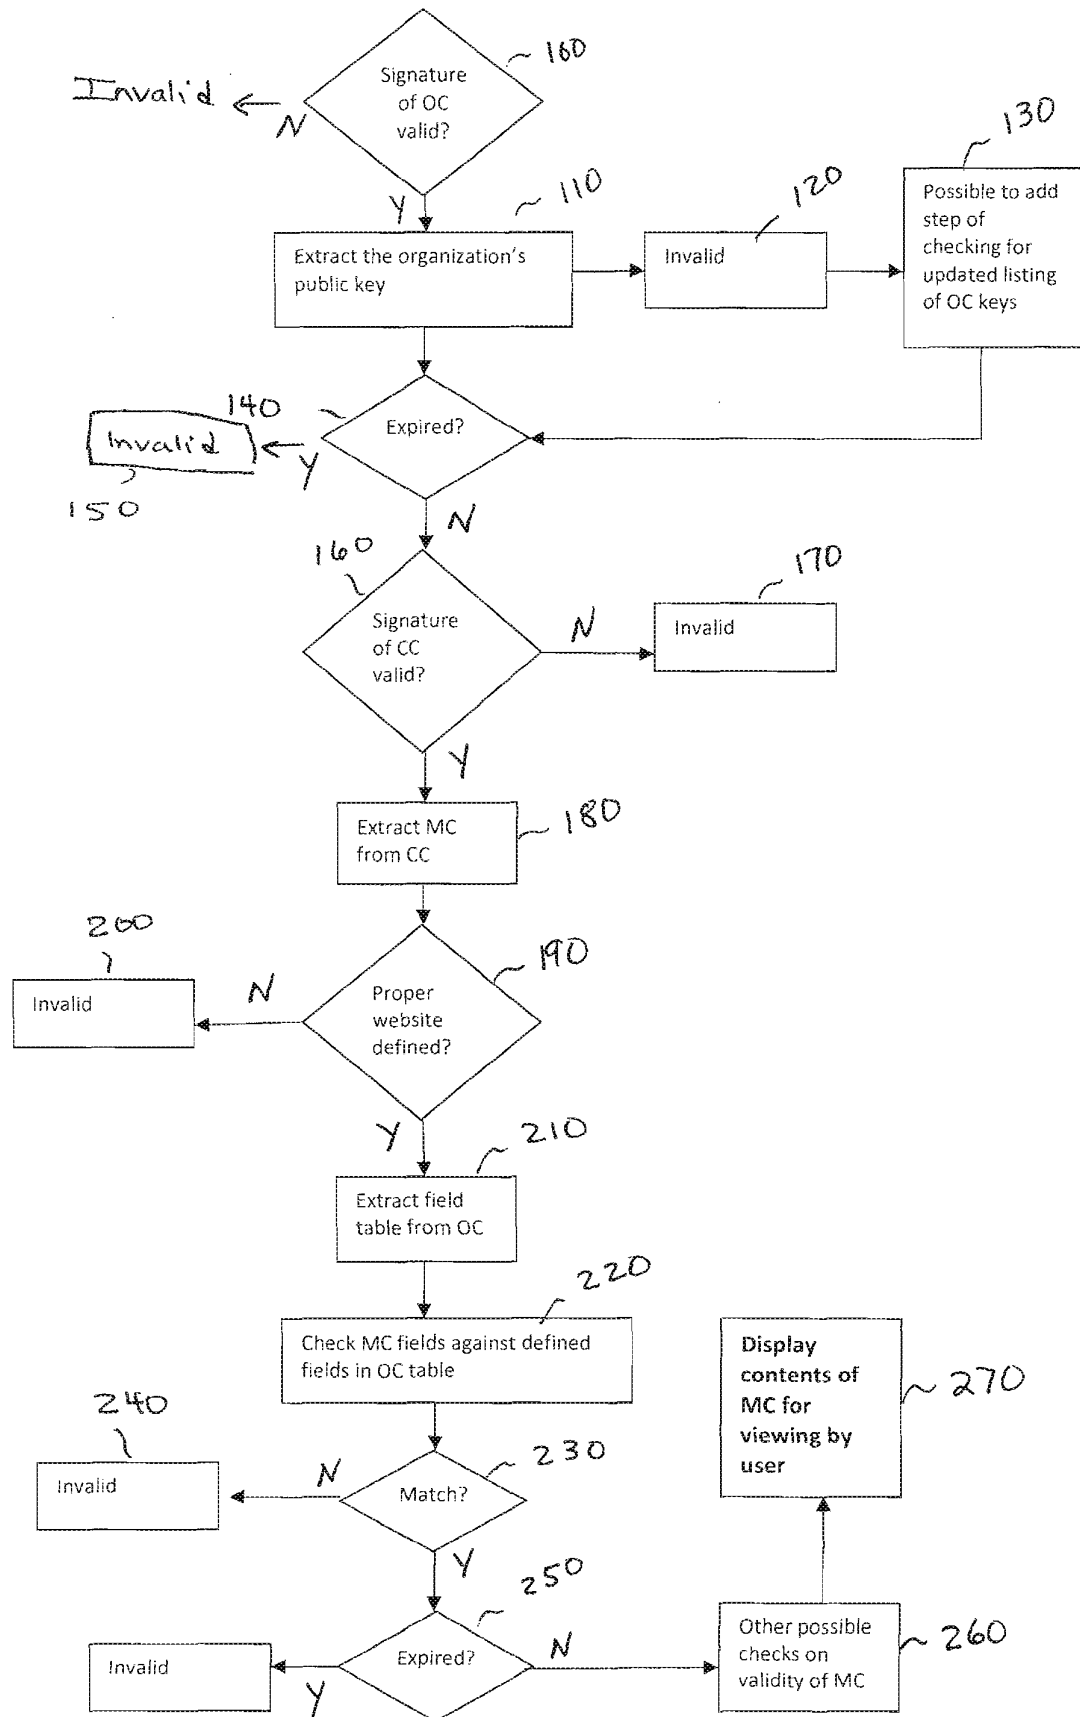 Signature
of OC
valid?
100
Invalid
N
Y
110
Extract the organization's
public key
120
Invalid
130
Possible to add
step of
checking for
updated listing
of OC keys
140
Expired?
Invalid
Y
150
N
160
Signature
of CC
valid?
N
170
Invalid
Y
Extract MC
from CC
180
200
Invalid
N
190
Proper
website
defined?
Y
210
Extract field
table from OC
220
Check MC fields against defined
fields in OC table
Display
contents of
MC for
viewing by
user
270
240
Invalid
N
230
Match?
Y
250
Expired?
Invalid
Y
N
Other possible
checks on
validity of MC
260